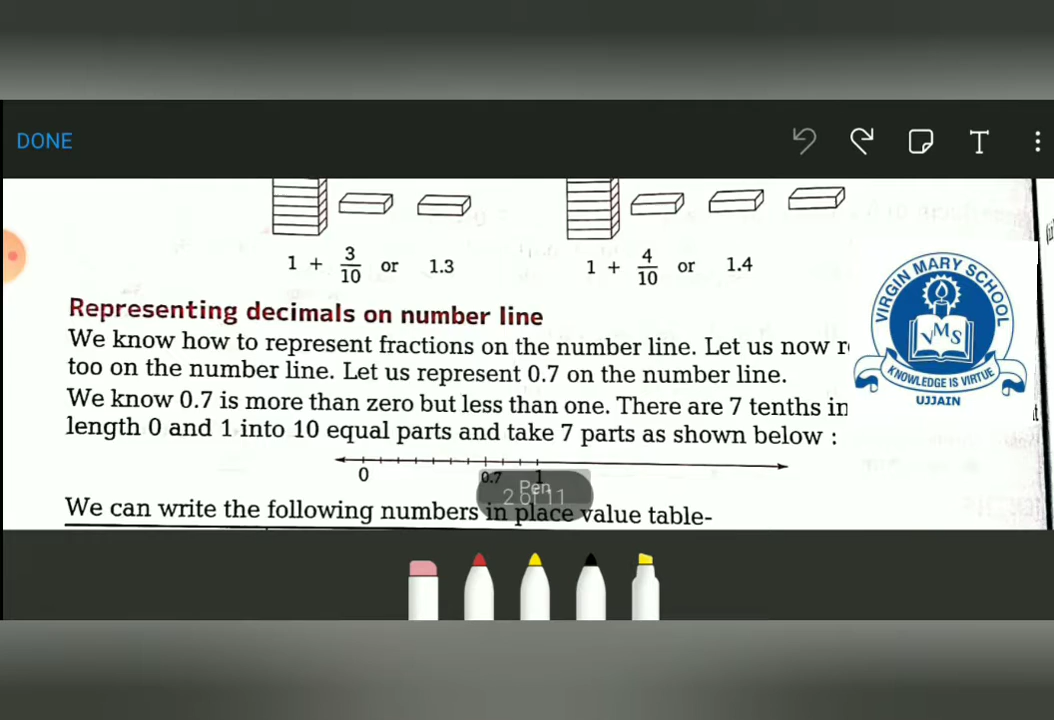 DONE
T
1 + 3/10 or 1.3
1 + 4/10 or 1.4
Representing decimals on number line
We know how to represent fractions on the number line. Let us now
too on the number line. Let us represent 0.7 on the number line.
We know 0.7 is more than zero but less than one. There are 7 tenths in
length 0 and 1 into 10 equal parts and take 7 parts as shown below :
0 0.7 1
Pen
2 of 11
We can write the following numbers in place value table-
VIRGIN MARY SCHOOL
VMS
KNOWLEDGE IS VIRTUE
UJJAIN